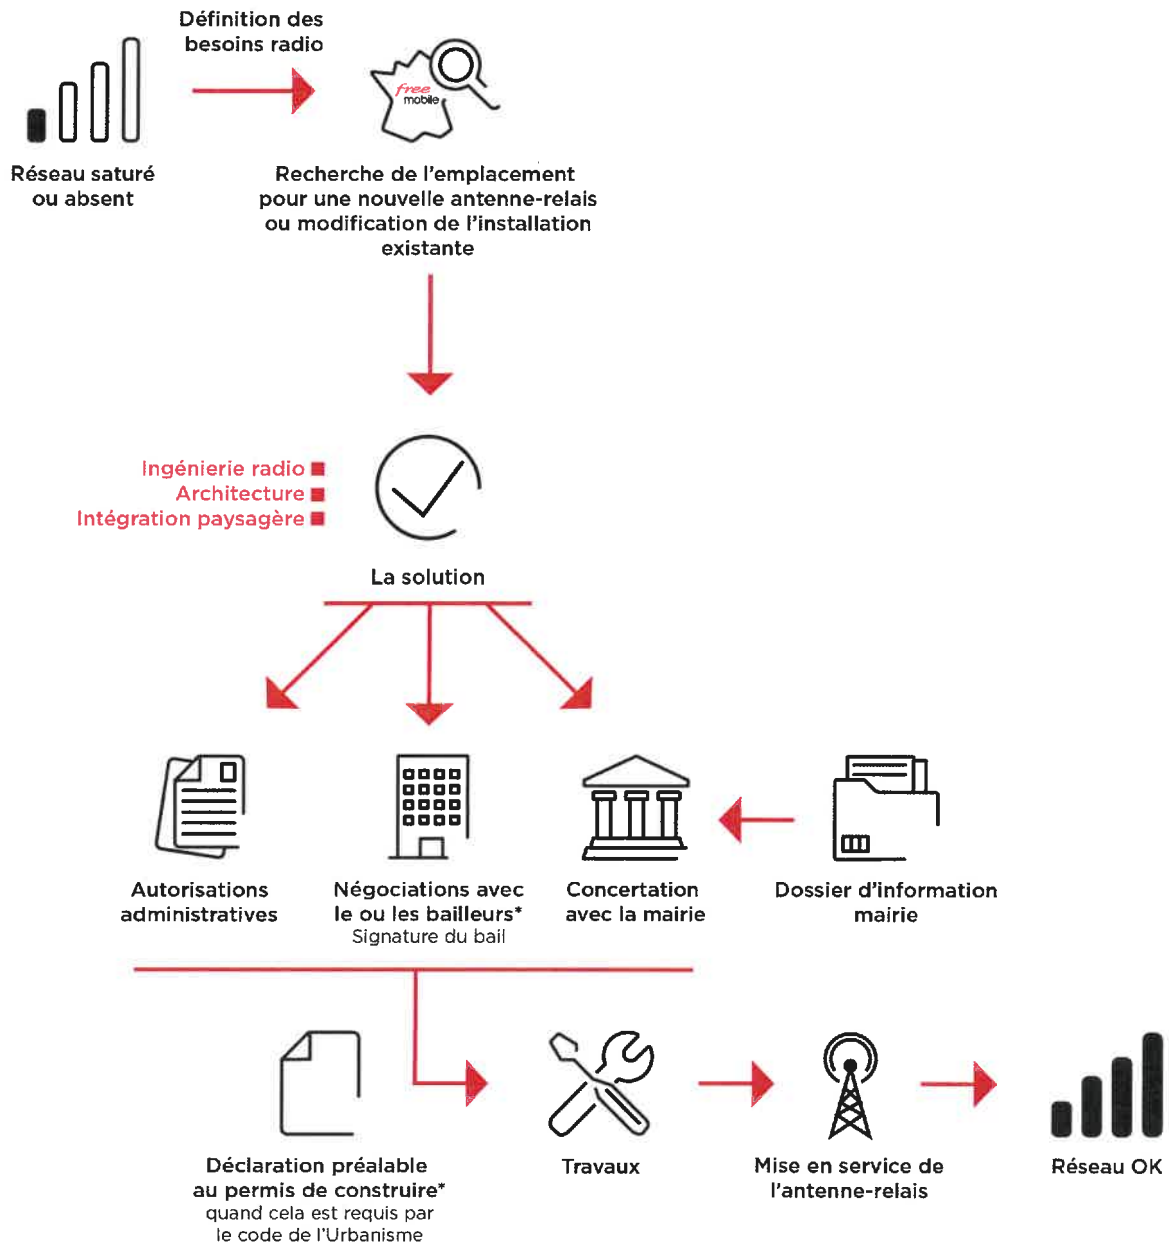 Définition des
besoins radio
free
mobile
Réseau saturé
ou absent
Recherche de l'emplacement
pour une nouvelle antenne-relais
ou modification de l'installation
existante
Ingénierie radio
Architecture
Intégration paysagère
La solution
Autorisations
administratives
Négociations avec
le ou les bailleurs*
Signature du bail
Concertation
avec la mairie
Dossier d'information
mairie
Déclaration préalable
au permis de construire*
quand cela est requis par
le code de l'Urbanisme
Travaux
Mise en service de
l'antenne-relais
Réseau OK